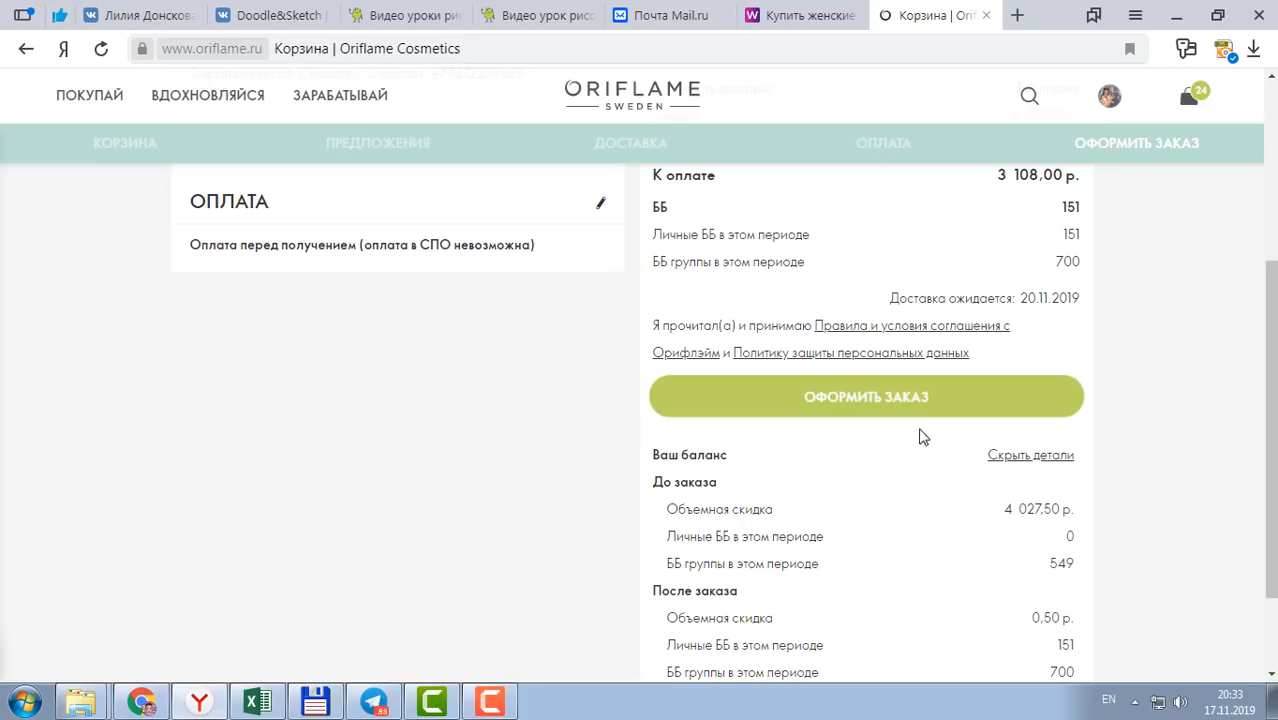 Лилия Донскова
Doodle&Sketch
Видео уроки ри
Видео урок рисс
Почта Mail.ru
Купить женские
Корзина | Orif
www.oriflame.ru
Корзина | Oriflame Cosmetics
ПОКУПАЙ
ВДОХНОВЛЯЙСЯ
ЗАРАБАТЫВАЙ
ORIFLAME
SWEDEN
24
КОРЗИНА
ПРЕДЛОЖЕНИЯ
ДОСТАВКА
ОПЛАТА
ОФОРМИТЬ ЗАКАЗ
ОПЛАТА
Оплата перед получением (оплата в СПО невозможна)
К оплате 3 108,00 р.
ББ 151
Личные ББ в этом периоде 151
ББ группы в этом периоде 700
Доставка ожидается: 20.11.2019
Я прочитал(а) и принимаю Правила и условия соглашения с
Орифлэйм и Политику защиты персональных данных
ОФОРМИТЬ ЗАКАЗ
Ваш баланс Скрыть детали
До заказа
Объемная скидка 4 027,50 р.
Личные ББ в этом периоде 0
ББ группы в этом периоде 549
После заказа
Объемная скидка 0,50 р.
Личные ББ в этом периоде 151
ББ группы в этом периоде 700
88
EN
20:33
17.11.2019